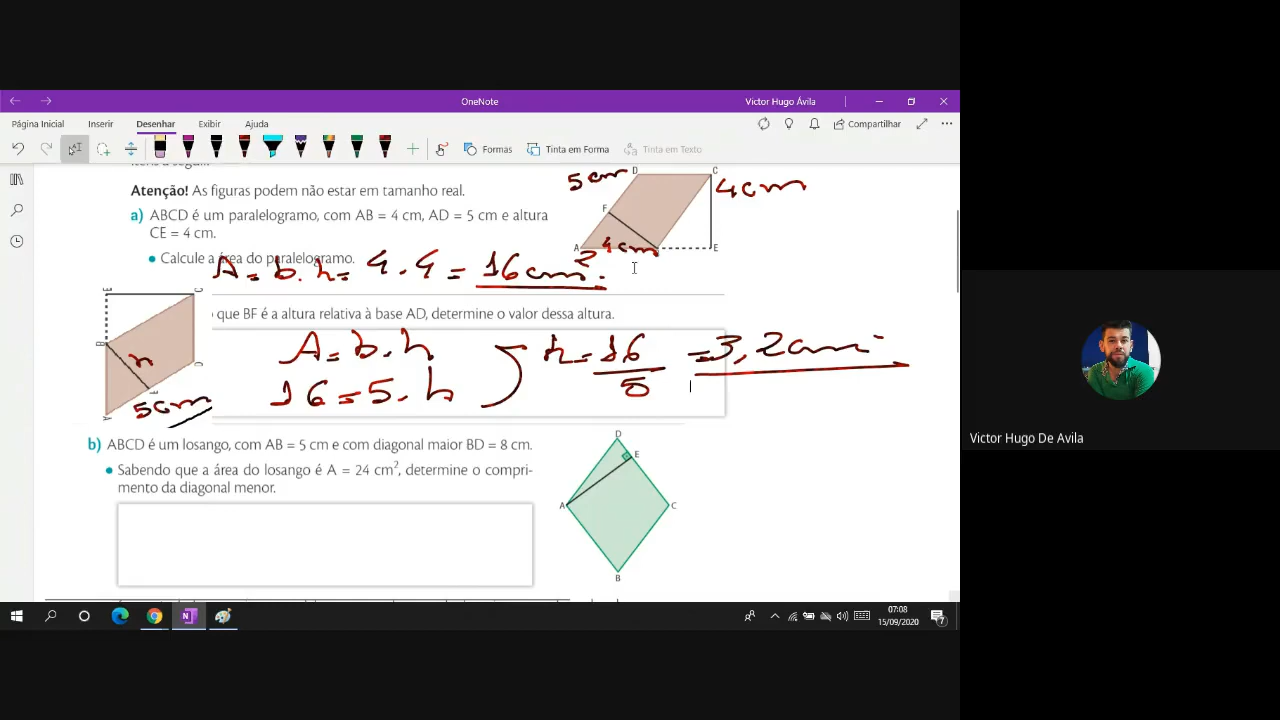 OneNote
Victor Hugo Ávila
Página Inicial Inserir Desenhar Exibir Ajuda
Compartilhar
Formas Tinta em Forma Tinta em Texto
Atenção! As figuras podem não estar em tamanho real.
a) ABCD é um paralelogramo, com AB = 4 cm, AD = 5 cm e altura
CE = 4 cm.
• Calcule a área do paralelogramo.
A = b.h = 4.4 = 16cm²
5cm D C 4cm
F
A 4cm E
que BF é a altura relativa à base AD, determine o valor dessa altura.
A = b.h
16 = 5.h
h = 16
5
= 3,2cm
E C
B h D
F
A 5cm
b) ABCD é um losango, com AB = 5 cm e com diagonal maior BD = 8 cm.
• Sabendo que a área do losango é A = 24 cm², determine o compri-
mento da diagonal menor.
D
E
A C
B
Victor Hugo De Avila
07:08
15/09/2020